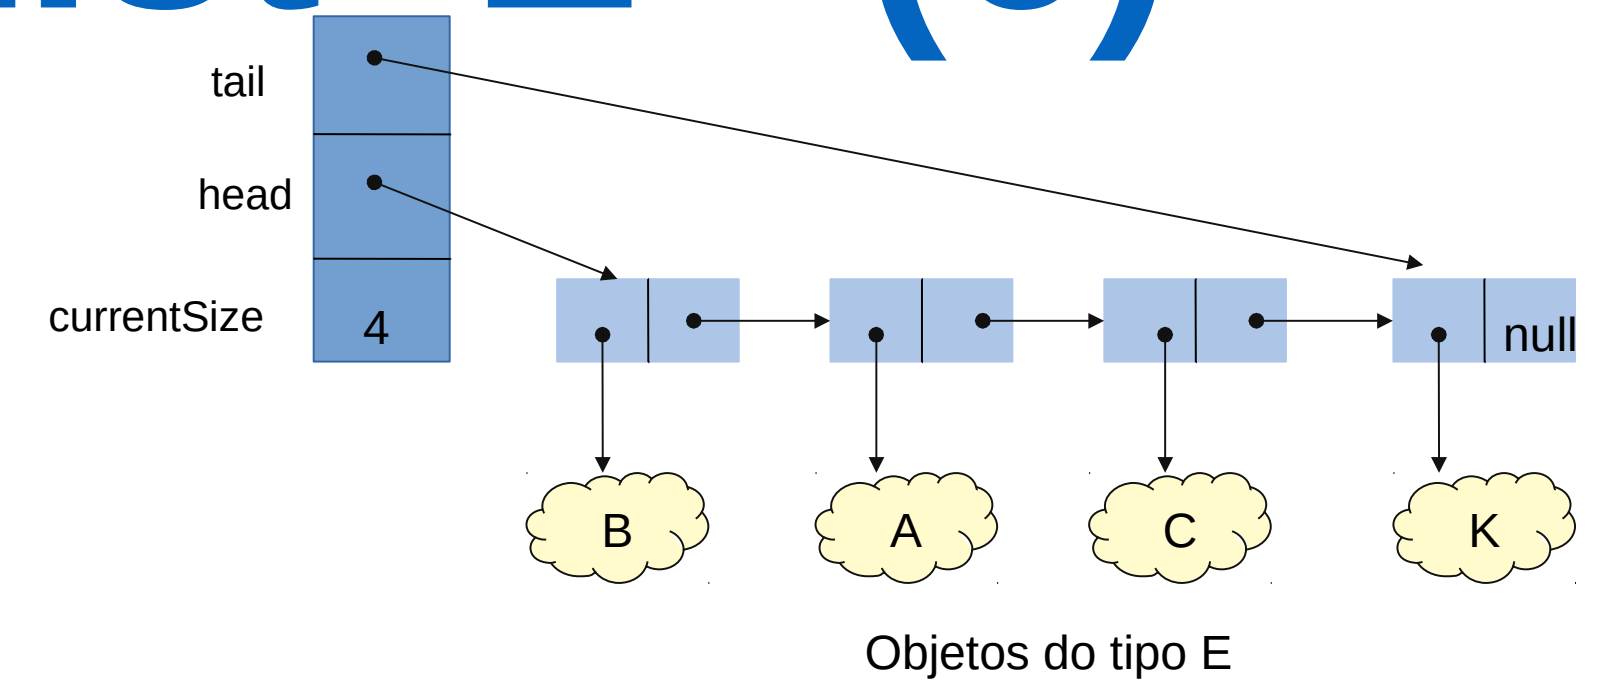 tail
head
currentSize
4
null
B
A
C
K
Objetos do tipo E